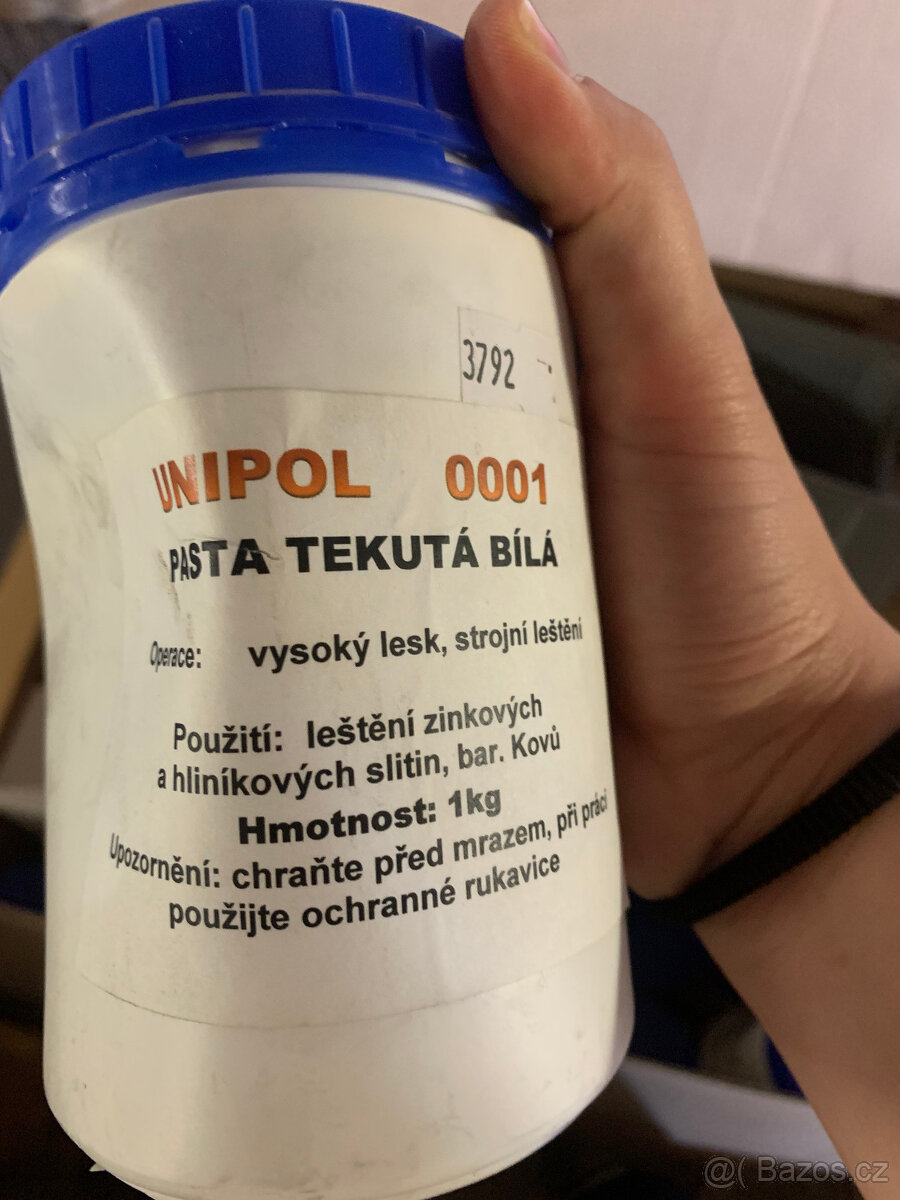 3792 -.
UNIPOL 0001
PASTA TEKUTÁ BÍLÁ
Operace: vysoký lesk, strojní leštění
Použití: leštění zinkových
a hliníkových slitin, bar. Kovů
Hmotnost: 1kg
Upozornění: chraňte před mrazem, při práci
použijte ochranné rukavice
@( Bazos.cz